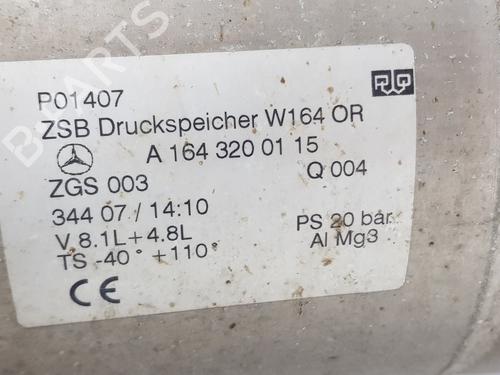 P01407
ZSB Druckspeicher W164 OR
A 164 320 01 15
ZGS 003
Q 004
344 07 / 14:10
V 8.1L+4.8L
PS 20 bar
TS -40° +110°
Al Mg3
CE